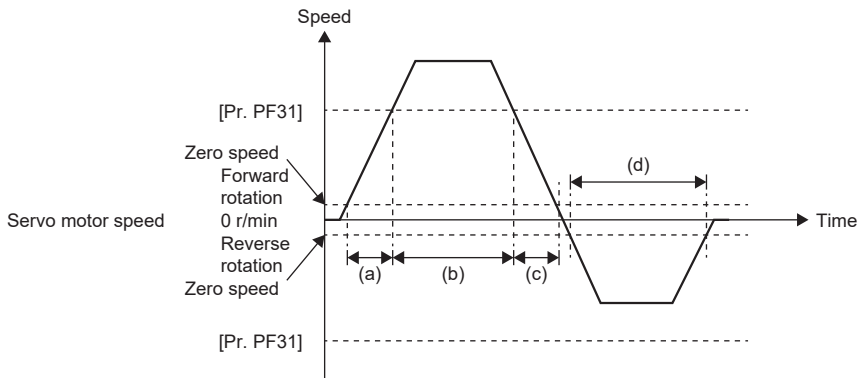 Speed
[Pr. PF31]
Zero speed
Forward
rotation
Servo motor speed
0 r/min
Reverse
rotation
Zero speed
[Pr. PF31]
(d)
Time
(a)
(b)
(c)